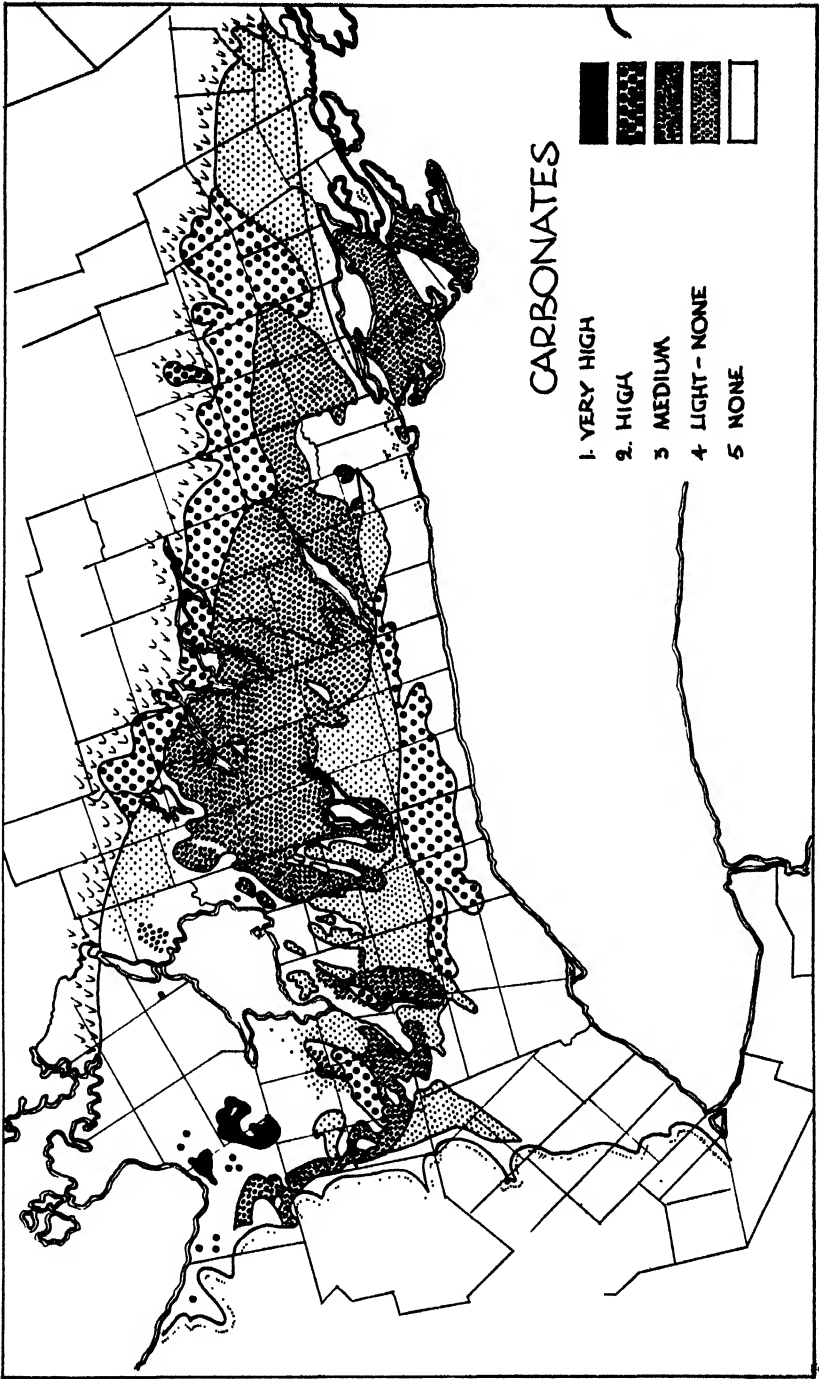 CARBONATES
1. VERY HIGH
2. HIGH
3 MEDIUM
4 LIGHT - NONE
5 NONE